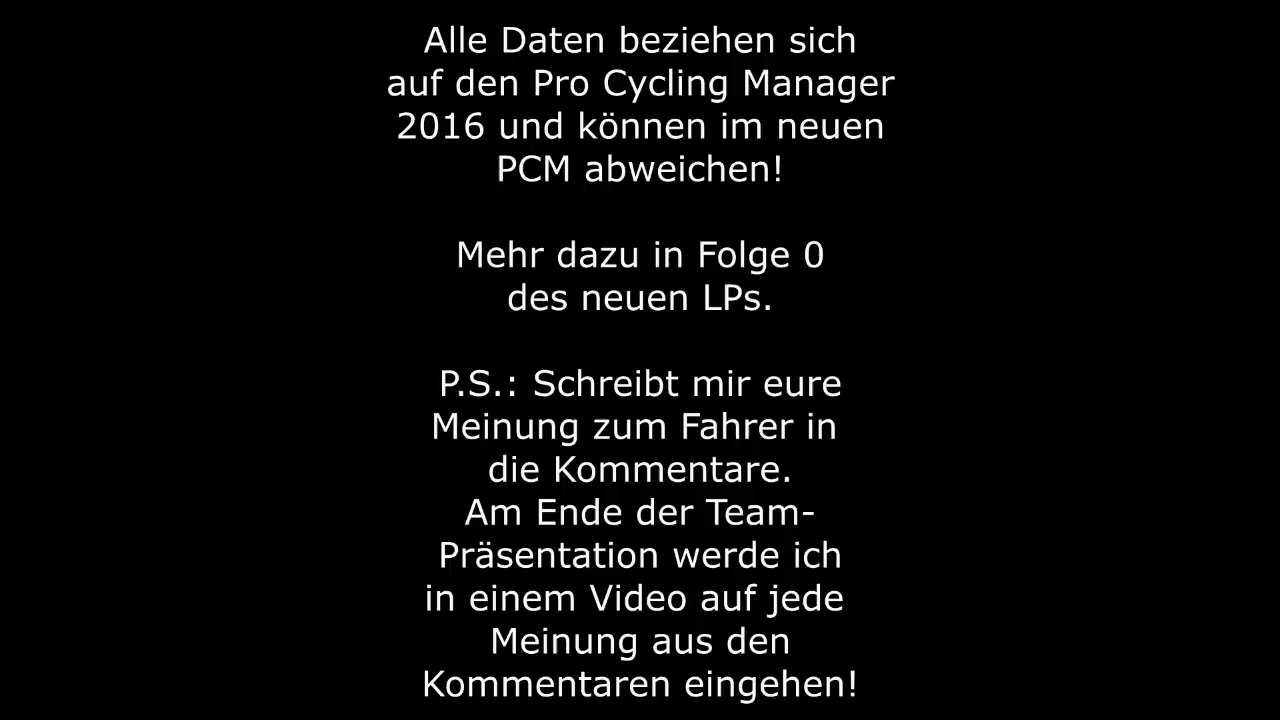 Alle Daten beziehen sich
auf den Pro Cycling Manager
2016 und können im neuen
PCM abweichen!
Mehr dazu in Folge 0
des neuen LPs.
P.S.: Schreibt mir eure
Meinung zum Fahrer in
die Kommentare.
Am Ende der Team-
Präsentation werde ich
in einem Video auf jede
Meinung aus den
Kommentaren eingehen!